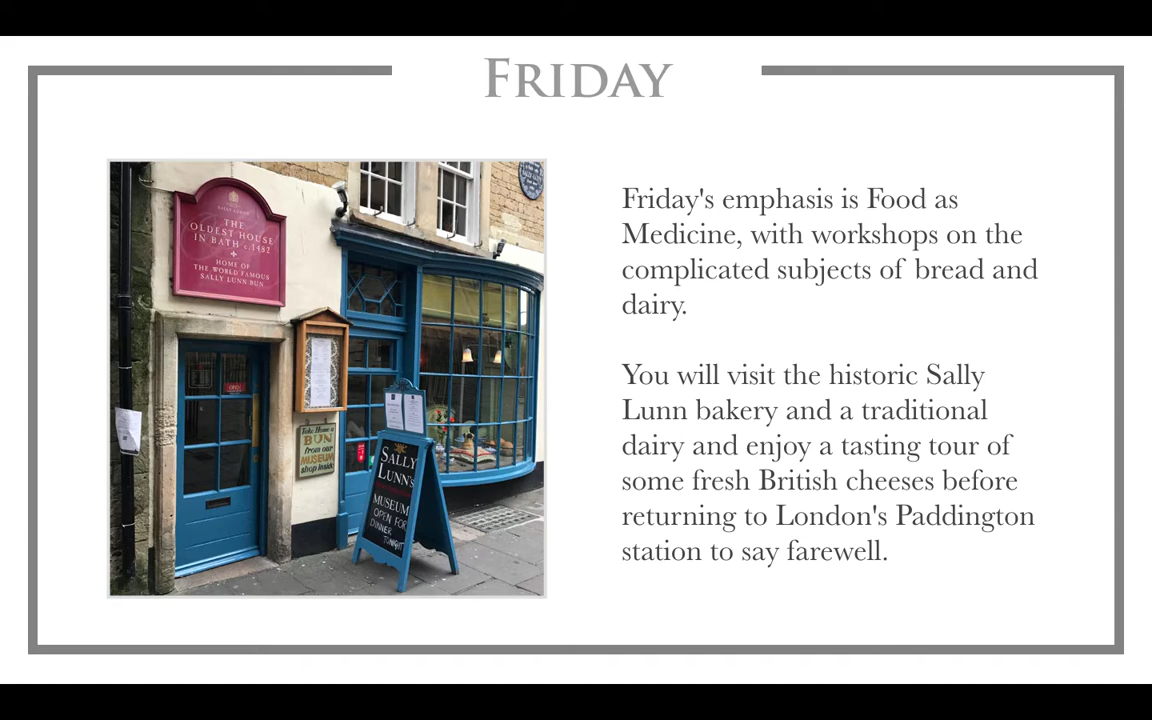 FRIDAY
Friday's emphasis is Food as
Medicine, with workshops on the
complicated subjects of bread and
dairy.
You will visit the historic Sally
Lunn bakery and a traditional
dairy and enjoy a tasting tour of
some fresh British cheeses before
returning to London's Paddington
station to say farewell.
THE
OLDEST HOUSE
IN BATH c.1482
HOME OF
THE WORLD FAMOUS
SALLY LUNN BUN
OPEN
Take Home a
BUN
from our
MUSEUM
shop inside
SALLY
LUNN'S
MUSEUM
OPEN FOR
DINNER
TONIGHT